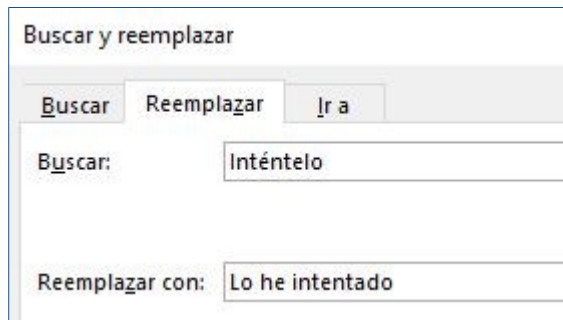 Buscar y reemplazar
Buscar Reemplazar Ir a
Buscar: Inténtelo
Reemplazar con: Lo he intentado